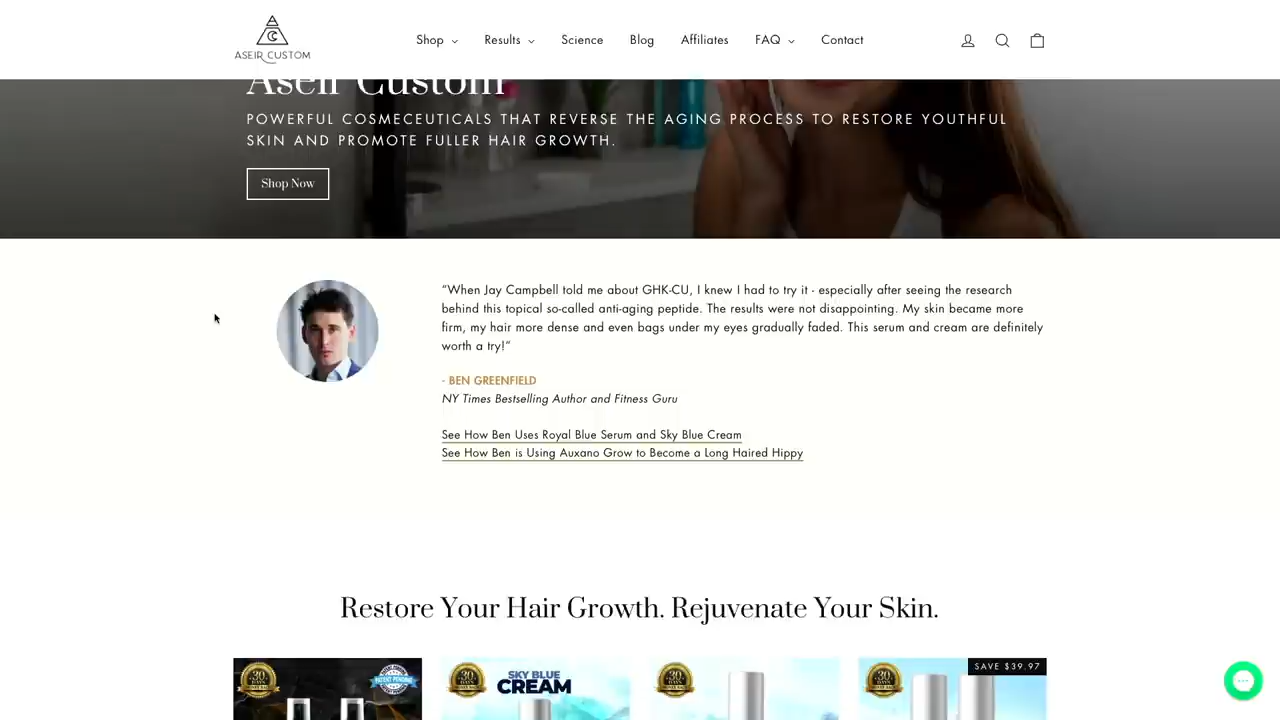 ASEIR CUSTOM
Shop Results Science Blog Affiliates FAQ Contact
Aseir Custom
POWERFUL COSMECEUTICALS THAT REVERSE THE AGING PROCESS TO RESTORE YOUTHFUL
SKIN AND PROMOTE FULLER HAIR GROWTH.
Shop Now
“When Jay Campbell told me about GHK-CU, I knew I had to try it - especially after seeing the research
behind this topical so-called anti-aging peptide. The results were not disappointing. My skin became more
firm, my hair more dense and even bags under my eyes gradually faded. This serum and cream are definitely
worth a try!”
- BEN GREENFIELD
NY Times Bestselling Author and Fitness Guru
See How Ben Uses Royal Blue Serum and Sky Blue Cream
See How Ben is Using Auxano Grow to Become a Long Haired Hippy
Restore Your Hair Growth. Rejuvenate Your Skin.
30
PATENT PENDING
30
SKY BLUE
CREAM
30
30
SAVE $39.97